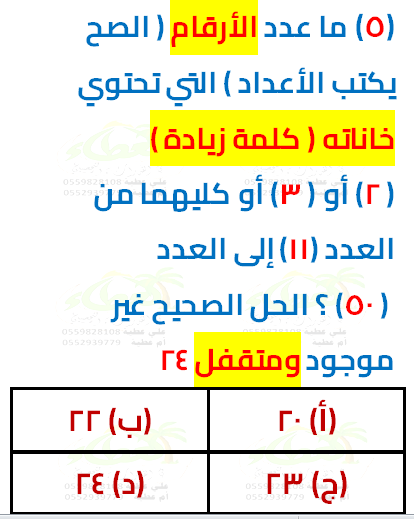 (٥) ما عدد الأرقام ( الصح
يكتب الأعداد ) التي تحتوي
خاناته ( كلمة زيادة )
(٢) أو (٣) أو كليهما من
العدد (١١) إلى العدد
(٥٠) ؟ الحل الصحيح غير
موجود ومتقفل ٢٤
(أ) ٢٠ (ب) ٢٢
(ج) ٢٣ (د) ٢٤
علي عطية 0559828108
أم عطية 0552939779